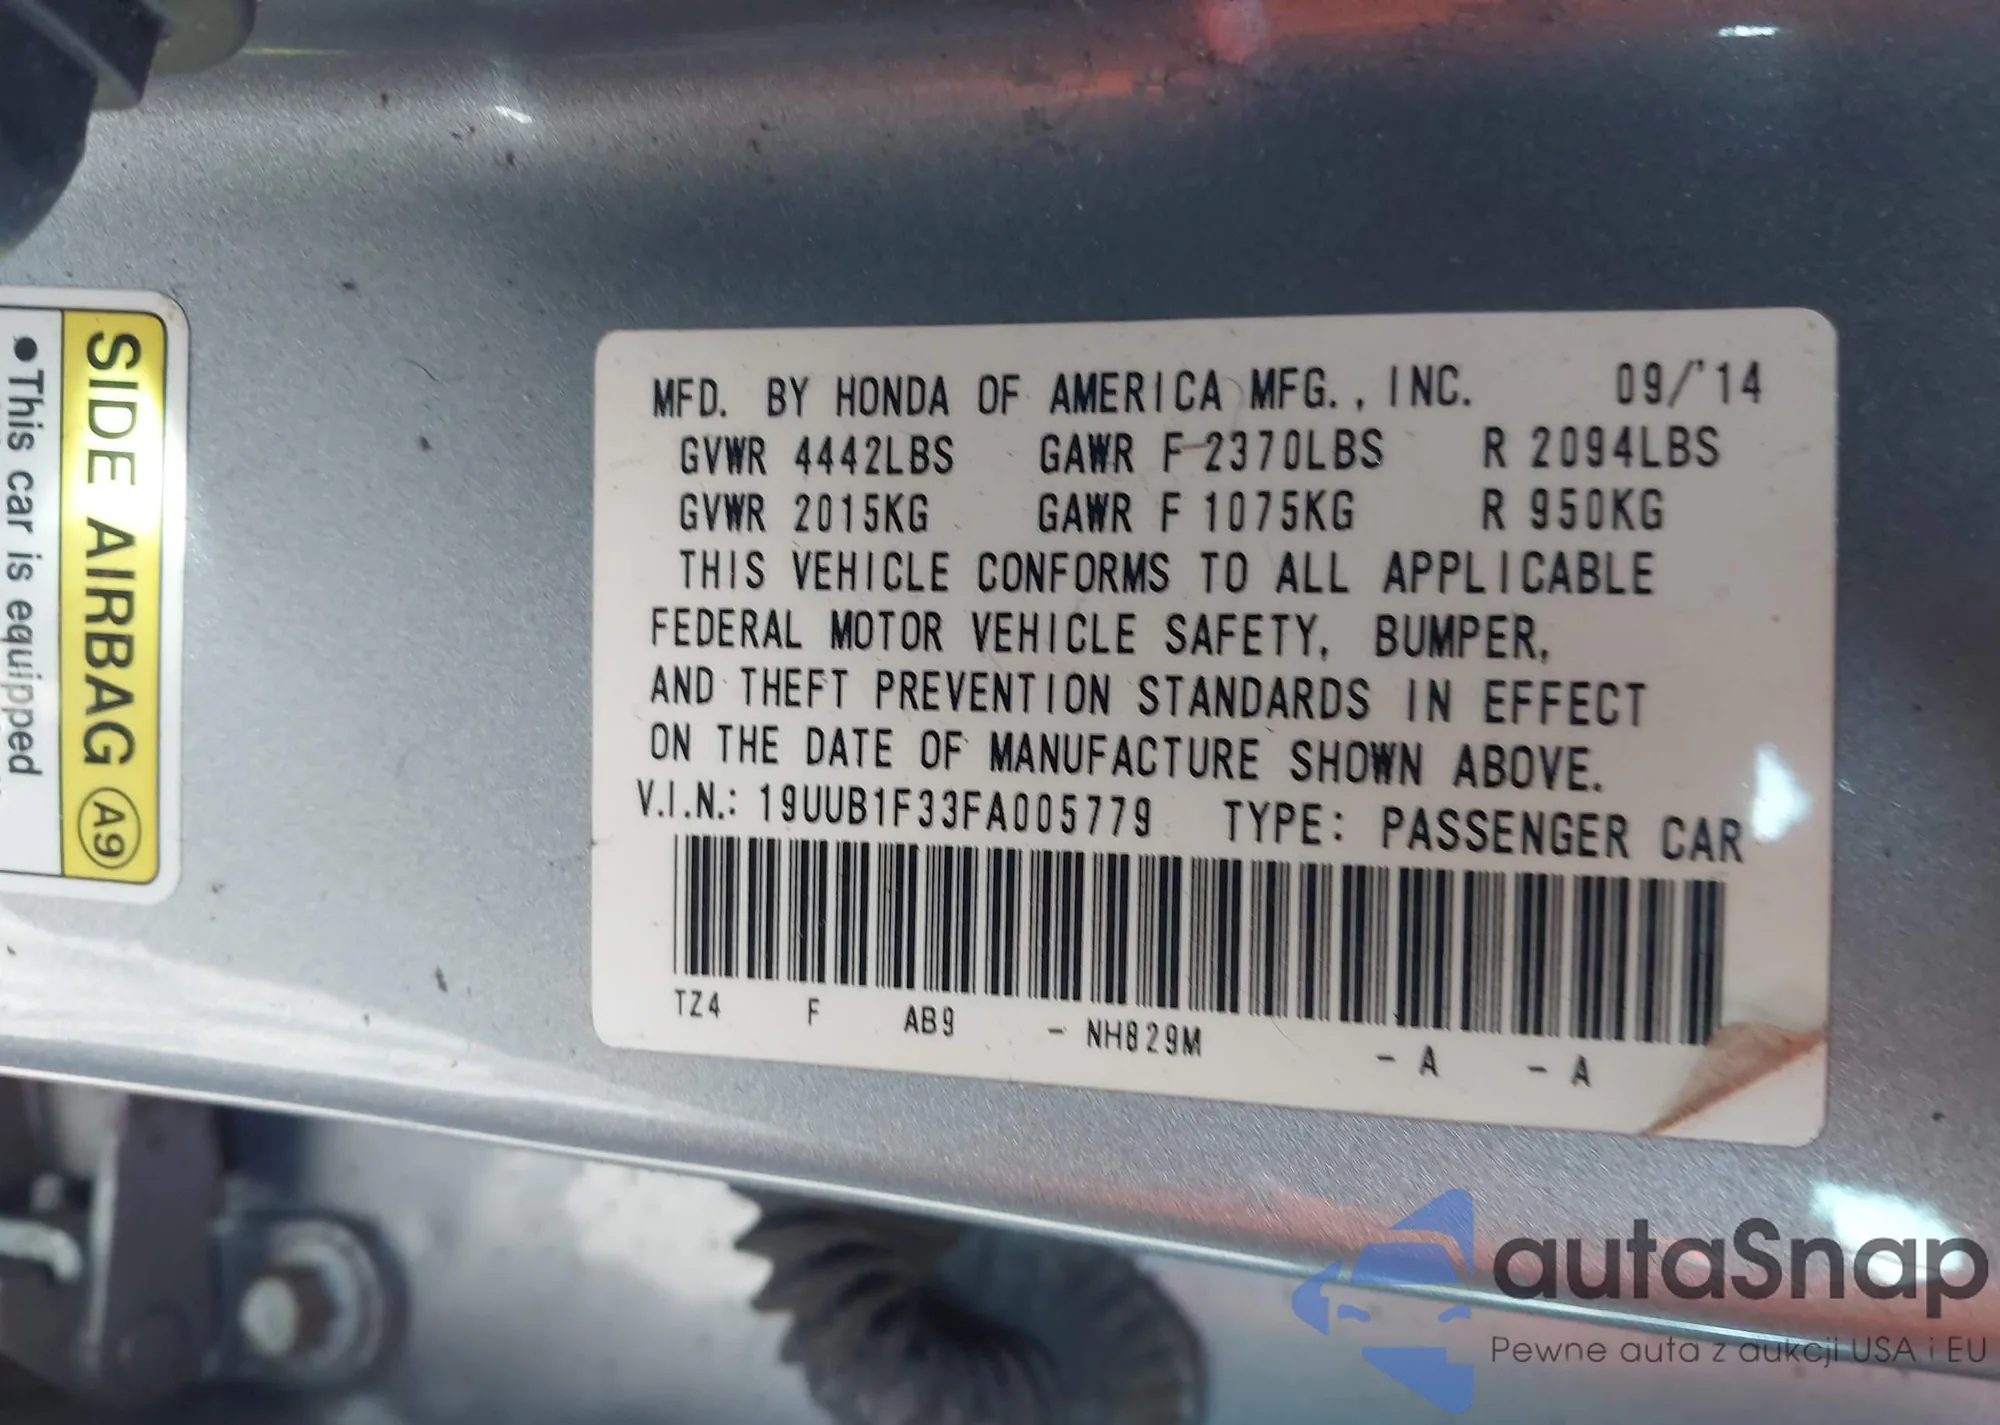 MFD. BY HONDA OF AMERICA MFG., INC. 09/'14
GVWR 4442LBS GAWR F 2370LBS R 2094LBS
GVWR 2015KG GAWR F 1075KG R 950KG
THIS VEHICLE CONFORMS TO ALL APPLICABLE
FEDERAL MOTOR VEHICLE SAFETY, BUMPER,
AND THEFT PREVENTION STANDARDS IN EFFECT
ON THE DATE OF MANUFACTURE SHOWN ABOVE.
V.I.N.: 19UUB1F33FA005779 TYPE: PASSENGER CAR
TZ4 F AB9 - NH829M - A - A
SIDE AIRBAG A9
●This car is equipped
autaSnap
Pewne auta z aukcji USA i EU